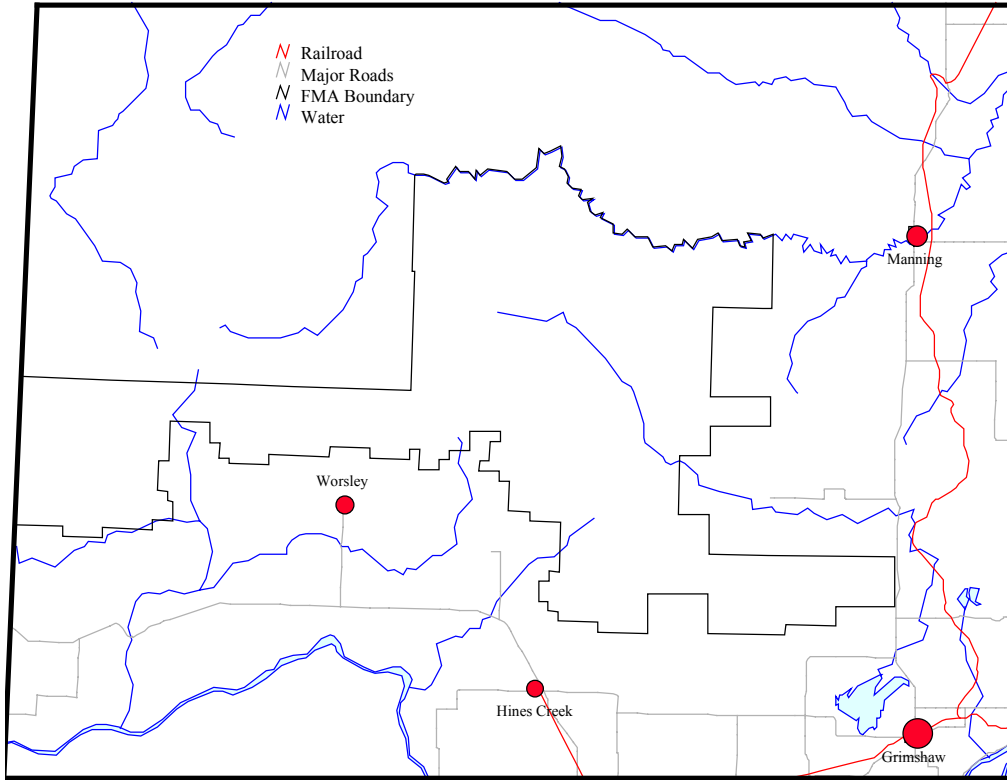 Railroad
Major Roads
FMA Boundary
Water
Manning
Worsley
Hines Creek
Grimshaw